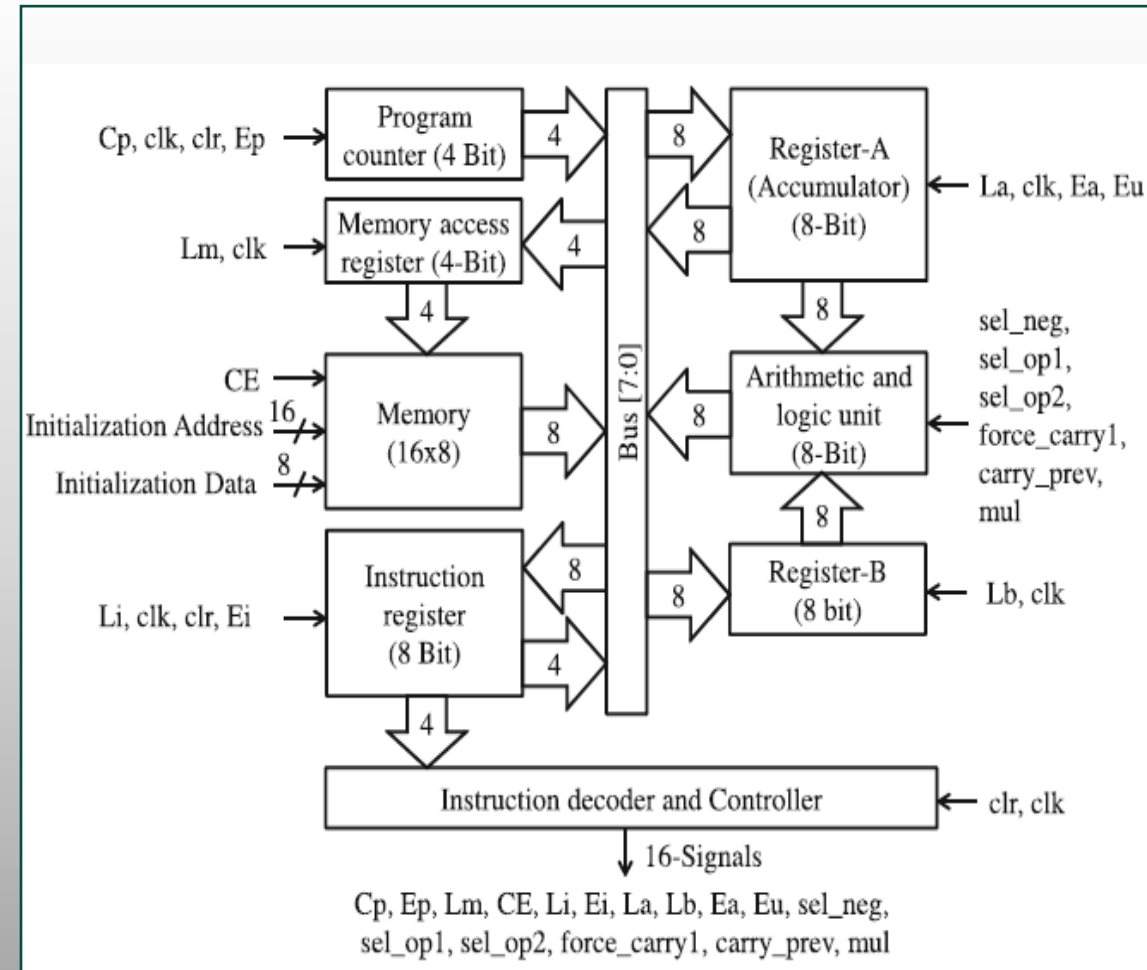 Cp, clk, clr, Ep
Program
counter (4 Bit)
4
8
Register-A
(Accumulator)
(8-Bit)
La, clk, Ea, Eu
Lm, clk
Memory access
register (4-Bit)
4
8
4
8
CE
Initialization Address
16
Initialization Data
8
Memory
(16x8)
8
Bus [7:0]
8
Arithmetic and
logic unit
(8-Bit)
sel_neg,
sel_op1,
sel_op2,
force_carry1,
carry_prev,
mul
8
Li, clk, clr, Ei
Instruction
register
(8 Bit)
8
4
8
Register-B
(8 bit)
Lb, clk
4
Instruction decoder and Controller
clr, clk
16-Signals
Cp, Ep, Lm, CE, Li, Ei, La, Lb, Ea, Eu, sel_neg,
sel_op1, sel_op2, force_carry1, carry_prev, mul